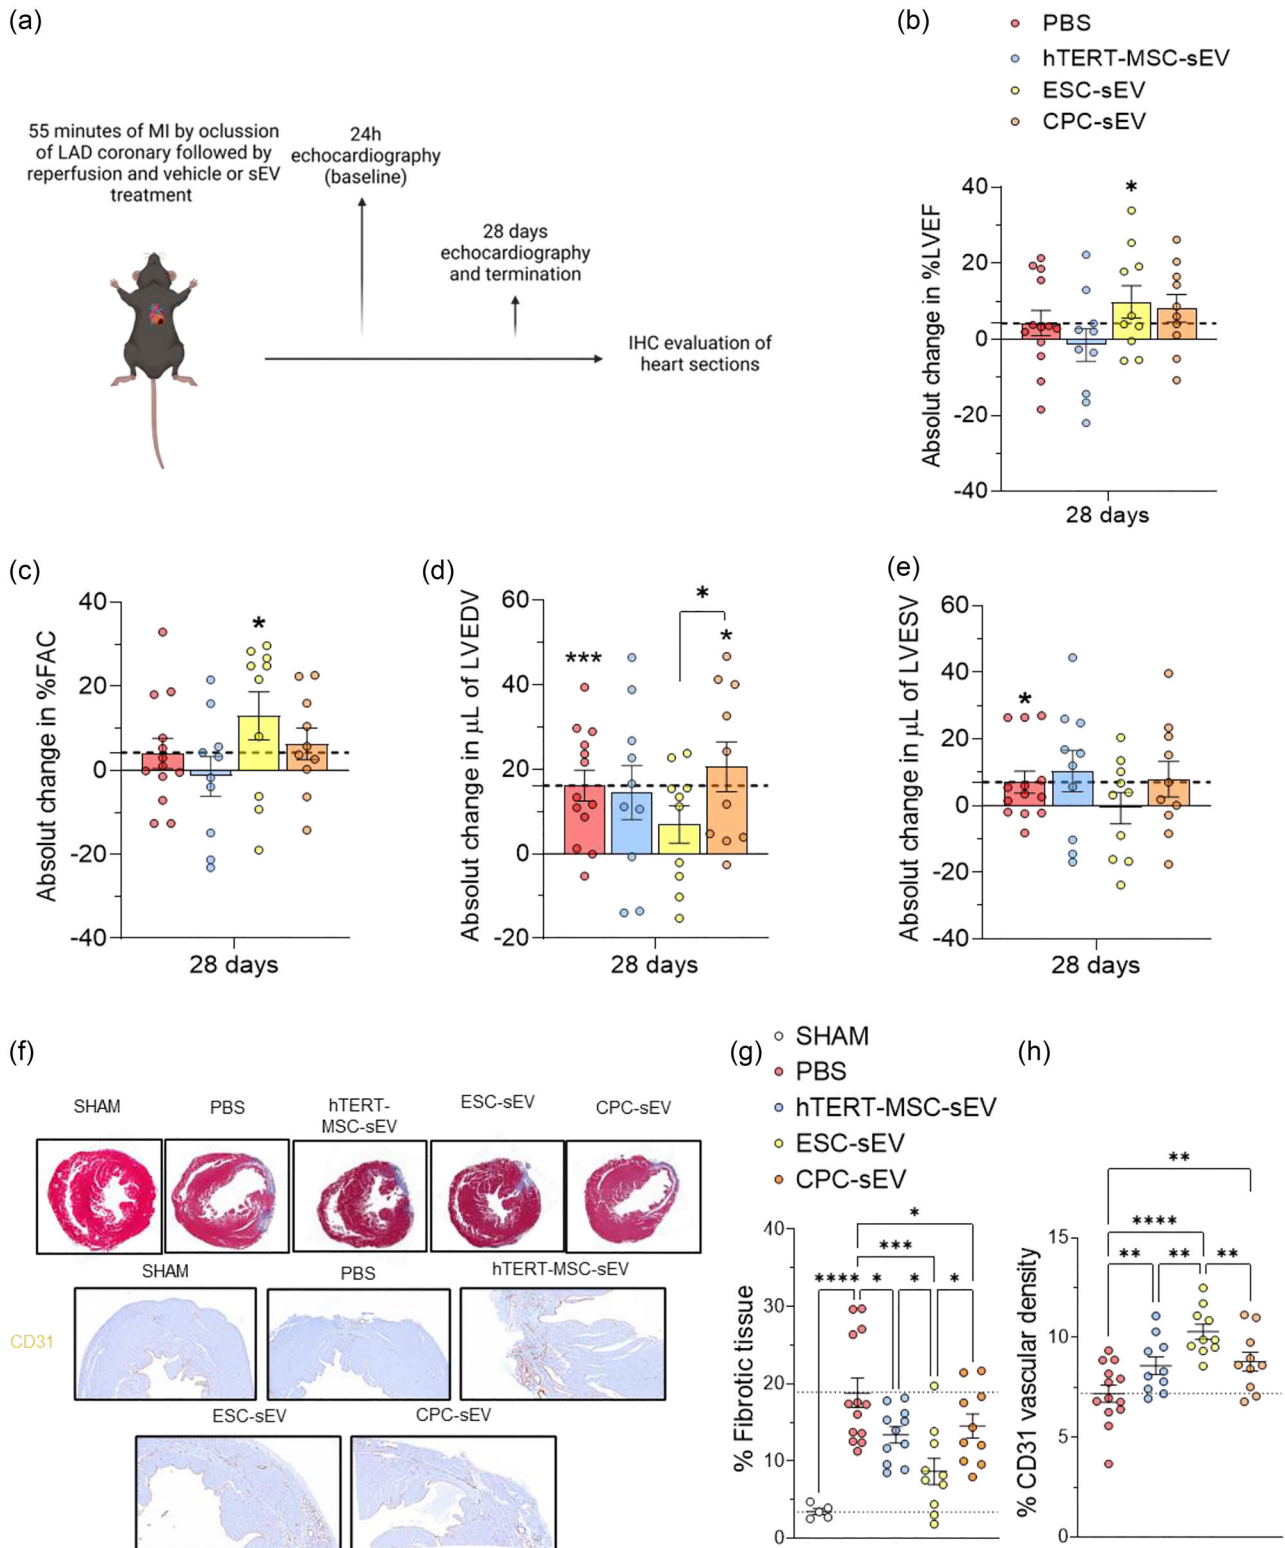 (a)
55 minutes of MI by oclussion
of LAD coronary followed by
reperfusion and vehicle or sEV
treatment
24h
echocardiography
(baseline)
28 days
echocardiography
and termination
IHC evaluation of
heart sections
(b)
PBS
hTERT-MSC-sEV
ESC-sEV
CPC-sEV
Absolut change in %LVEF
40
20
0
-20
-40
*
28 days
(c)
Absolut change in %FAC
40
20
0
-20
-40
*
28 days
(d)
Absolut change in μL of LVEDV
60
40
20
0
-20
***
*
*
28 days
(e)
Absolut change in μL of LVESV
60
40
20
0
-20
-40
*
28 days
(f)
SHAM
PBS
hTERT-
MSC-sEV
ESC-sEV
CPC-sEV
SHAM
PBS
hTERT-MSC-sEV
CD31
ESC-sEV
CPC-sEV
(g)
SHAM
PBS
hTERT-MSC-sEV
ESC-sEV
CPC-sEV
% Fibrotic tissue
40
30
20
10
0
*
***
**** * * *
(h)
% CD31 vascular density
15
10
5
0
**
****
** ** **